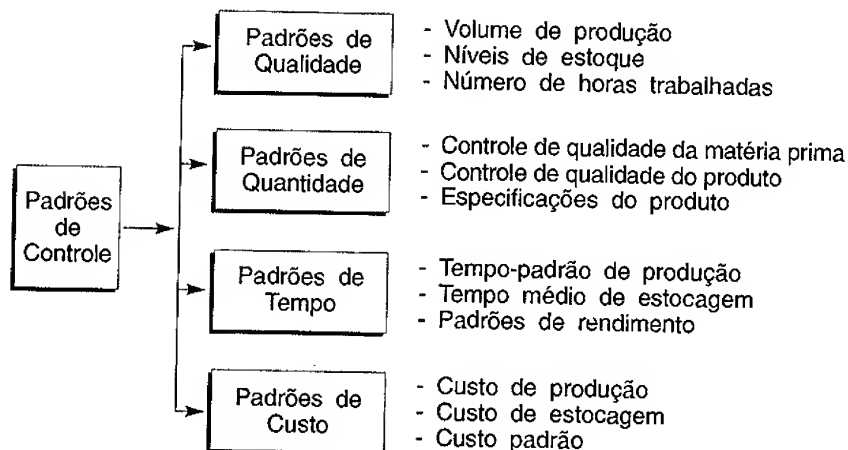 Padrões de
Qualidade
- Volume de produção
- Níveis de estoque
- Número de horas trabalhadas
Padrões de
Quantidade
- Controle de qualidade da matéria prima
- Controle de qualidade do produto
- Especificações do produto
Padrões
de
Controle
Padrões de
Tempo
- Tempo-padrão de produção
- Tempo médio de estocagem
- Padrões de rendimento
Padrões de
Custo
- Custo de produção
- Custo de estocagem
- Custo padrão